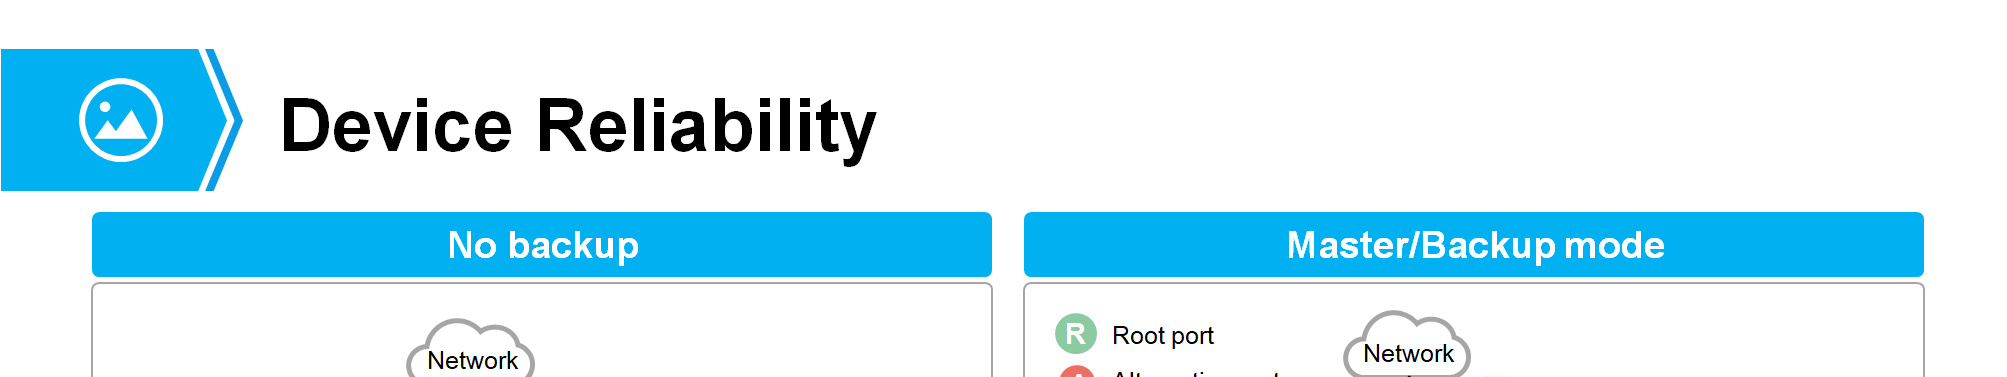 Device Reliability
No backup
Master/Backup mode
Network
R Root port
Network